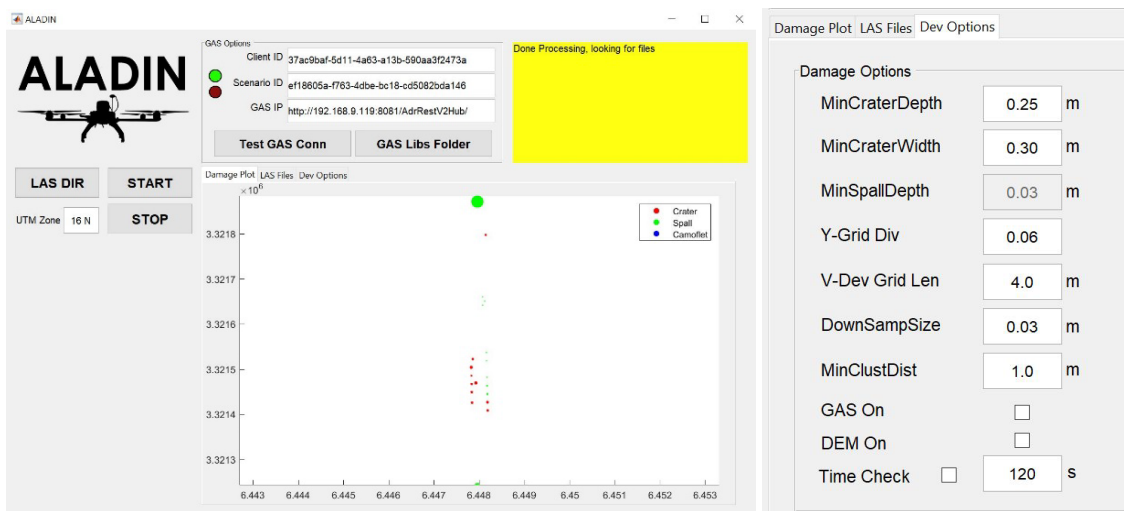 ALADIN
ALADIN
GAS Options
Client ID 37ac9baf-5d11-4a63-a13b-590aa3f2473a
Scenario ID ef18605a-f763-4dbe-bc18-cd5082bda146
GAS IP http://192.168.9.119:8081/AdrRestV2Hub/
Test GAS Conn GAS Libs Folder
Done Processing, looking for files
LAS DIR START
UTM Zone 16 N STOP
Damage Plot LAS Files Dev Options
×10⁶
Crater
Spall
Camoflet
3.3218
3.3217
3.3216
3.3215
3.3214
3.3213
6.443 6.444 6.445 6.446 6.447 6.448 6.449 6.45 6.451 6.452 6.453
Damage Plot LAS Files Dev Options
Damage Options
MinCraterDepth 0.25 m
MinCraterWidth 0.30 m
MinSpallDepth 0.03 m
Y-Grid Div 0.06
V-Dev Grid Len 4.0 m
DownSampSize 0.03 m
MinClustDist 1.0 m
GAS On
DEM On
Time Check 120 s